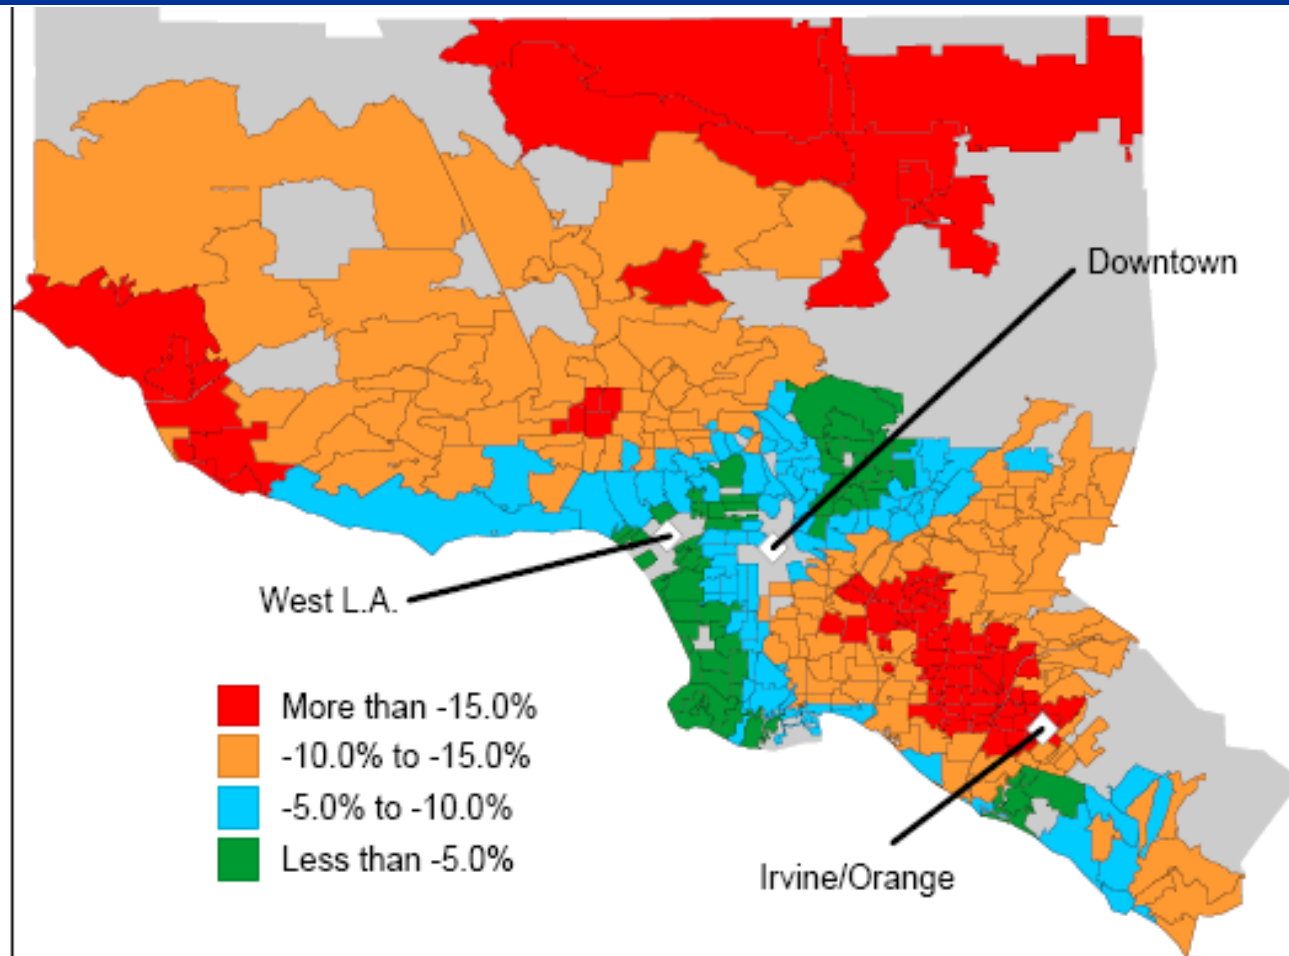 Downtown
West L.A.
More than -15.0%
-10.0% to -15.0%
-5.0% to -10.0%
Less than -5.0%
Irvine/Orange